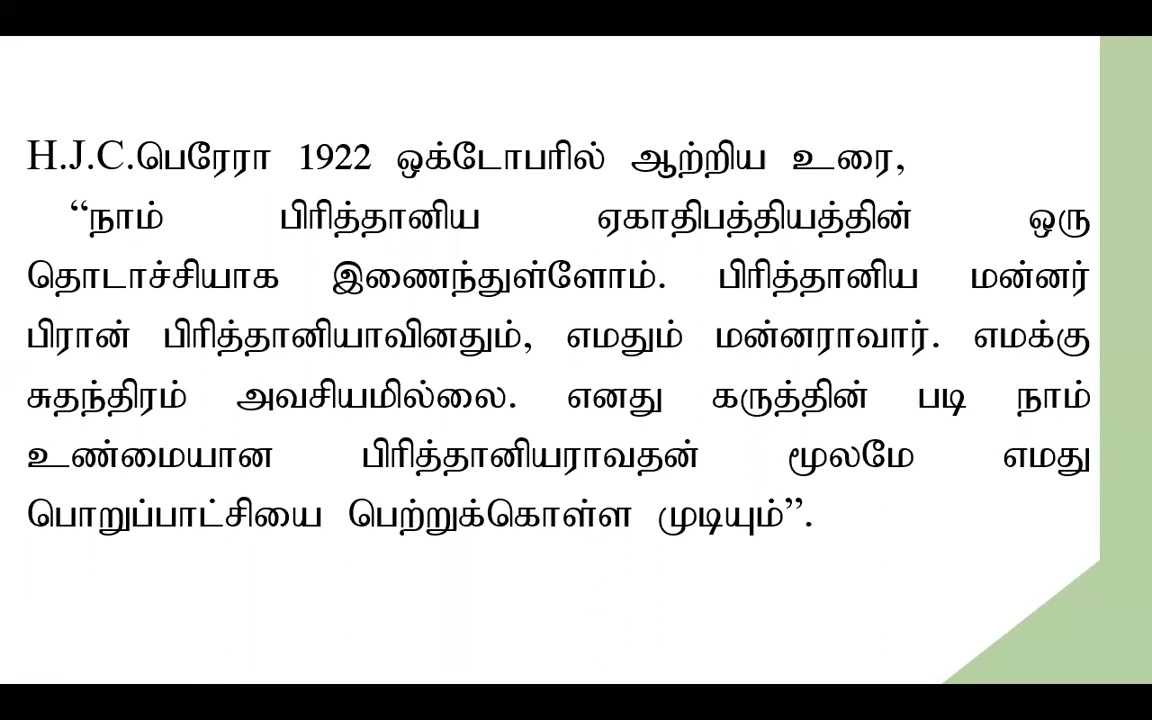 H.J.C.பெரேரா 1922 ஒக்டோபரில் ஆற்றிய உரை,
“நாம் பிரித்தானிய ஏகாதிபத்தியத்தின் ஒரு
தொடாச்சியாக இணைந்துள்ளோம். பிரித்தானிய மன்னர்
பிரான் பிரித்தானியாவினதும், எமதும் மன்னராவார். எமக்கு
சுதந்திரம் அவசியமில்லை. எனது கருத்தின் படி நாம்
உண்மையான பிரித்தானியராவதன் மூலமே எமது
பொறுப்பாட்சியை பெற்றுக்கொள்ள முடியும்”.